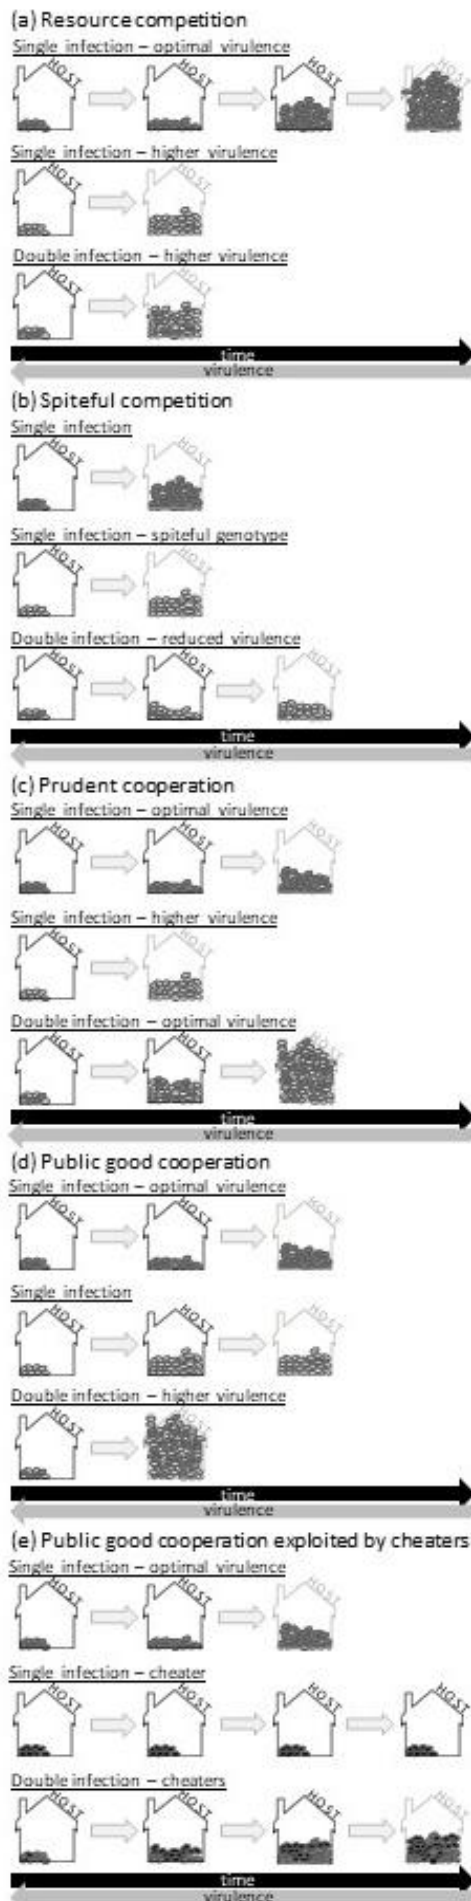 (a) Resource competition
Single infection – optimal virulence
HOST HOST HOST HOST
Single infection – higher virulence
HOST HOST
Double infection – higher virulence
HOST HOST
time
virulence
(b) Spiteful competition
Single infection
HOST HOST
Single infection – spiteful genotype
HOST HOST
Double infection – reduced virulence
HOST HOST HOST
time
virulence
(c) Prudent cooperation
Single infection – optimal virulence
HOST HOST HOST
Single infection – higher virulence
HOST HOST
Double infection – optimal virulence
HOST HOST HOST
time
virulence
(d) Public good cooperation
Single infection – optimal virulence
HOST HOST HOST
Single infection
HOST HOST HOST
Double infection – higher virulence
HOST HOST
time
virulence
(e) Public good cooperation exploited by cheaters
Single infection – optimal virulence
HOST HOST HOST
Single infection – cheater
HOST HOST HOST HOST
Double infection – cheaters
HOST HOST HOST HOST
time
virulence